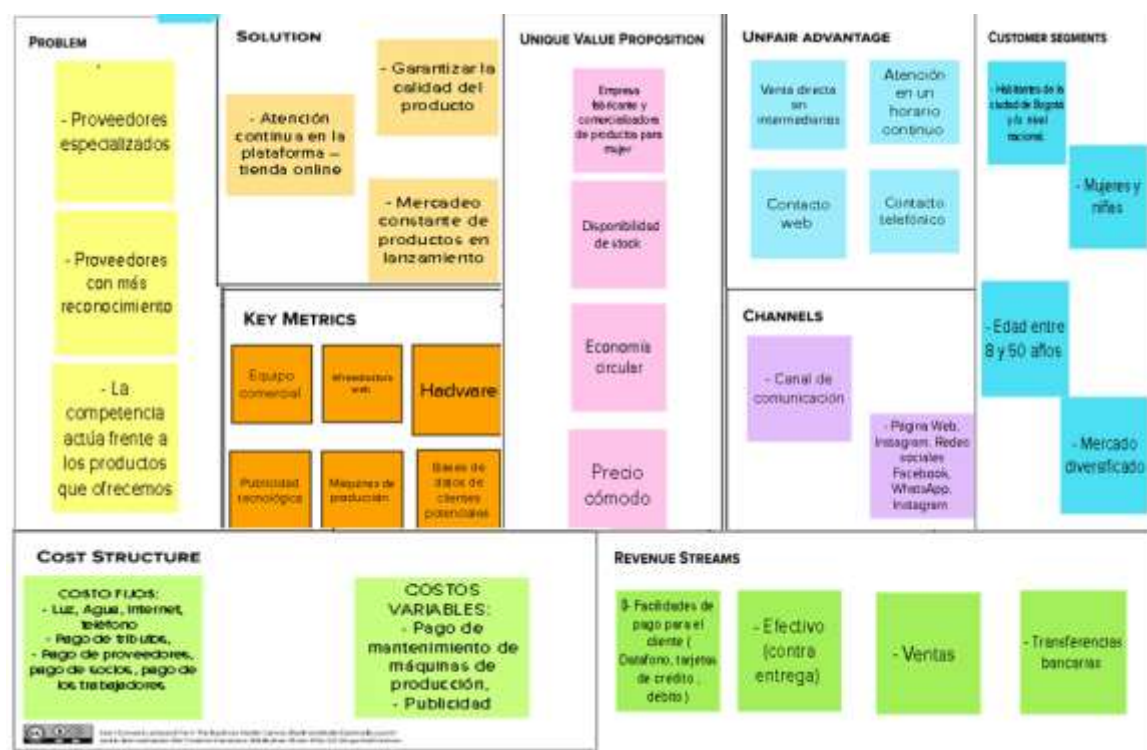 PROBLEM
- Proveedores
especializados
- Proveedores
con más
reconocimiento
- La
competencia
actúa frente a
los productos
que ofrecemos
SOLUTION
- Atención
continua en la
plataforma –
tienda online
- Garantizar la
calidad del
producto
- Mercadeo
constante de
productos en
lanzamiento
KEY METRICS
Equipo
comercial
web
Hadware
Publicidad
tecnológica
Máquinas de
producción
Bases de
datos de
clientes
potenciales
UNIQUE VALUE PROPOSITION
Empresa
fabricante y
comercializadora
de productos para
mujer
Disponibilidad
de stock
Economía
circular
Precio
cómodo
UNFAIR ADVANTAGE
Venta directa
sin
intermediarios
Atención
en un
horario
continuo
Contacto
web
Contacto
telefónico
CHANNELS
- Canal de
comunicación
- Página Web,
Instagram, Redes
sociales
Facebook,
WhatsApp,
Instagram
CUSTOMER SEGMENTS
- Habitantes de la
ciudad de Bogotá
nivel
nacional.
- Mujeres y
niñas
- Edad entre
8 y 50 años
- Mercado
diversificado
COST STRUCTURE
COSTO FIJOS:
- Luz, Agua, Internet,
teléfono
- Pago de tributos,
- Pago de proveedores,
pago de socios, pago de
los trabajadores
COSTOS
VARIABLES:
- Pago de
mantenimiento de
máquinas de
producción,
- Publicidad
REVENUE STREAMS
- Facilidades de
pago para el
cliente (
Datafono, tarjetas
de crédito ,
debito )
- Efectivo
(contra
entrega)
- Ventas
- Transferencias
bancarias